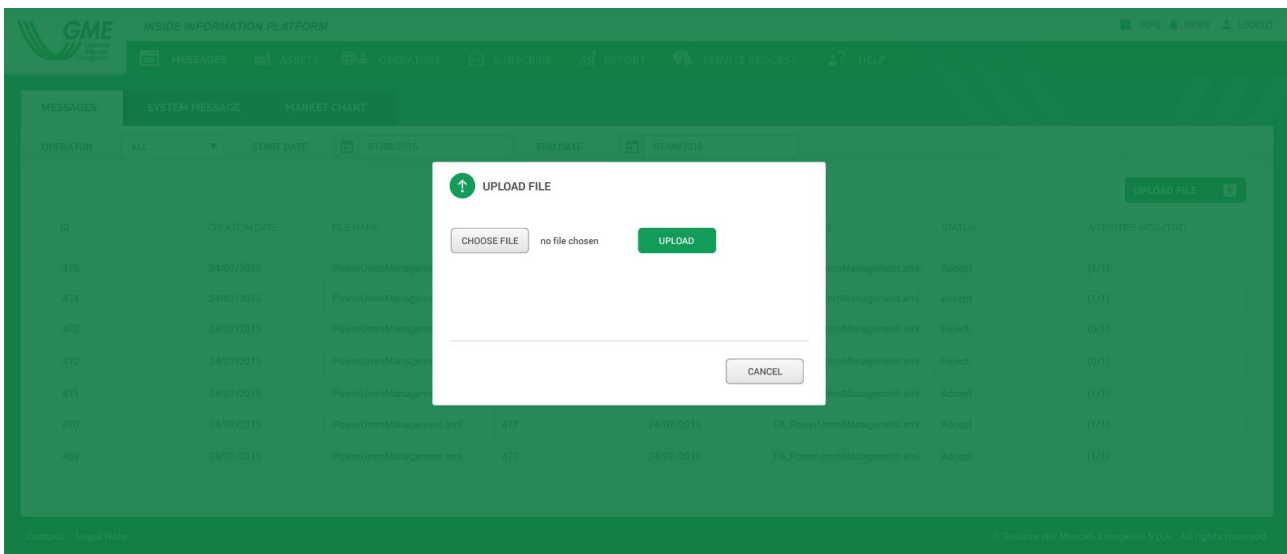 GME
Gestore
Mercati
Energetici
INSIDE INFORMATION PLATFORM
INFO NEWS LOGOUT
MESSAGES ASSETS OPERATORS SUBSCRIBE REPORT SERVICE REQUEST HELP
MESSAGES SYSTEM MESSAGE MARKET CHART
OPERATOR ALL START DATE 07/09/2015 END DATE 07/09/2015
UPLOAD FILE
UPLOAD FILE
CHOOSE FILE no file chosen UPLOAD
CANCEL
ID CREATION DATE FILE NAME STATUS ACTIVITIES (ACC/TOT)
475 24/07/2015 Accept (1/1)
474 24/07/2015 Accept (1/1)
473 24/07/2015 Reject (0/1)
472 24/07/2015 Reject (0/1)
471 24/07/2015 Accept (1/1)
470 24/07/2015 PowerUmmManagement.xml 477 24/07/2015 FA_PowerUmmManagement.xml Accept (1/1)
469 24/07/2015 PowerUmmManagement.xml 477 24/07/2015 FA_PowerUmmManagement.xml Accept (1/1)
Contact Legal Note © Gestore dei Mercati Energetici S.p.A. All rights reserved